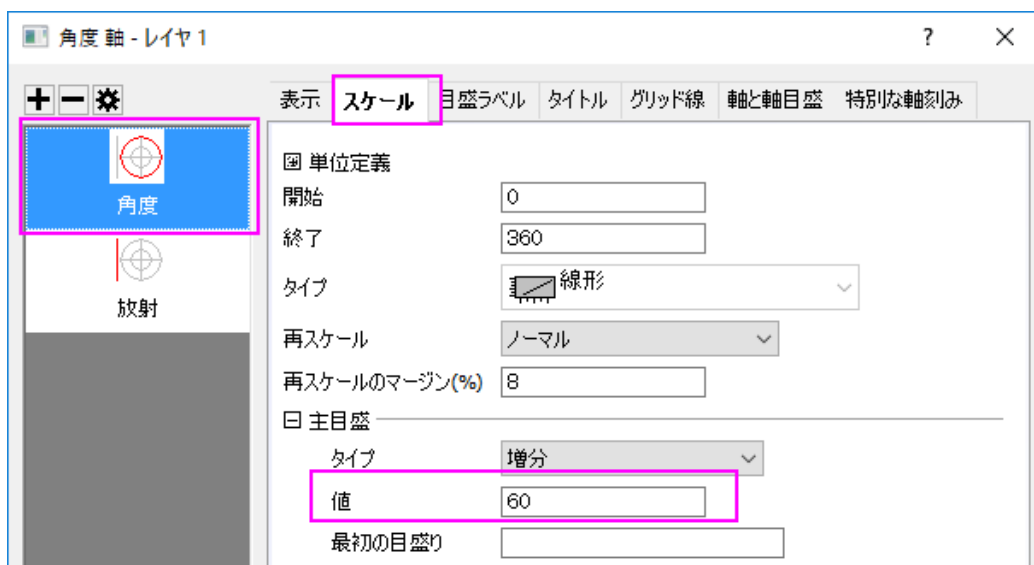 角度 軸 - レイヤ 1
?
表示 スケール 目盛ラベル タイトル グリッド線 軸と軸目盛 特別な軸刻み
角度
放射
単位定義
開始 0
終了 360
タイプ 線形
再スケール ノーマル
再スケールのマージン(%) 8
主目盛
タイプ 増分
値 60
最初の目盛り